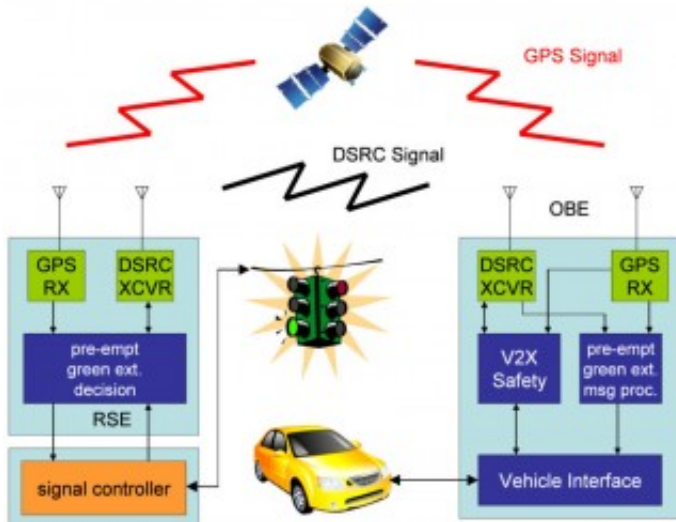 GPS Signal
DSRC Signal
OBE
GPS
RX
DSRC
XCVR
pre-empt
green ext.
decision
RSE
signal controller
DSRC
XCVR
GPS
RX
V2X
Safety
pre-empt
green ext.
msg proc.
Vehicle Interface